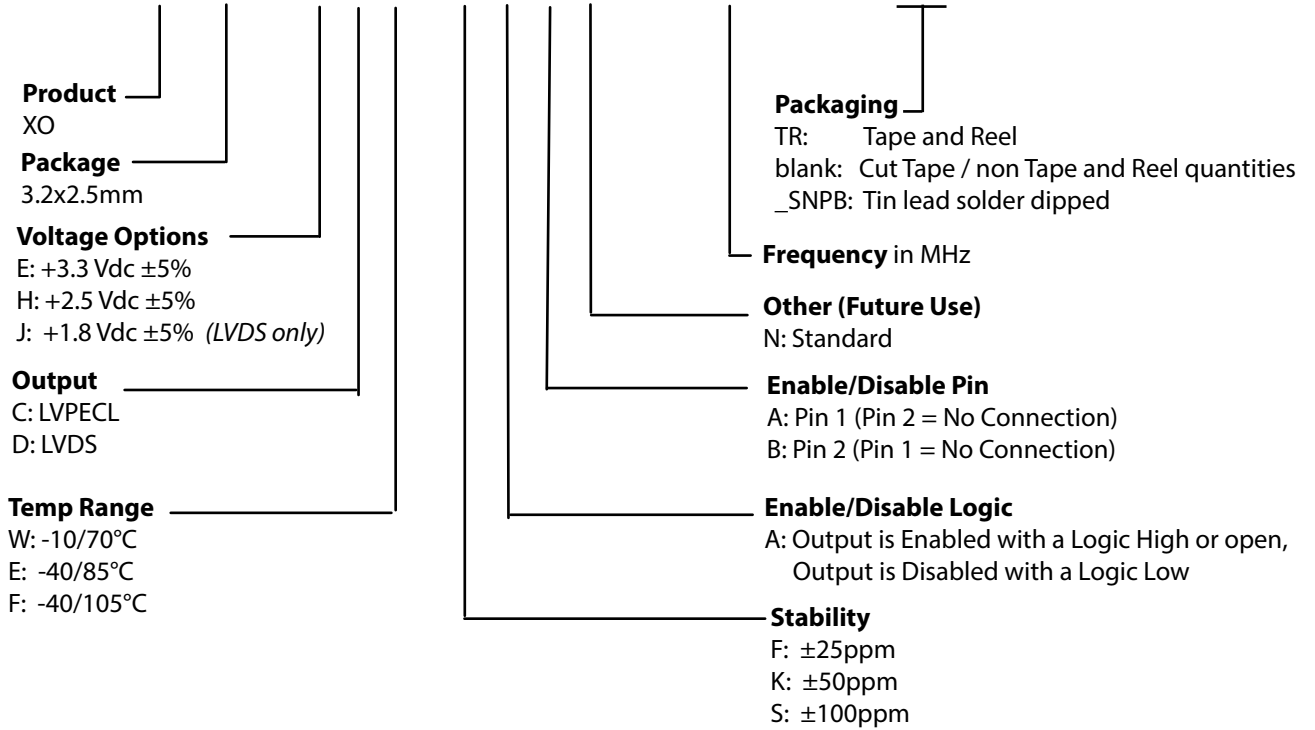 Product
XO
Package
3.2x2.5mm
Voltage Options
E: +3.3 Vdc ±5%
H: +2.5 Vdc ±5%
J: +1.8 Vdc ±5% (LVDS only)
Output
C: LVPECL
D: LVDS
Temp Range
W: -10/70°C
E: -40/85°C
F: -40/105°C
Packaging
TR: Tape and Reel
blank: Cut Tape / non Tape and Reel quantities
_SNPB: Tin lead solder dipped
Frequency in MHz
Other (Future Use)
N: Standard
Enable/Disable Pin
A: Pin 1 (Pin 2 = No Connection)
B: Pin 2 (Pin 1 = No Connection)
Enable/Disable Logic
A: Output is Enabled with a Logic High or open,
Output is Disabled with a Logic Low
Stability
F: ±25ppm
K: ±50ppm
S: ±100ppm